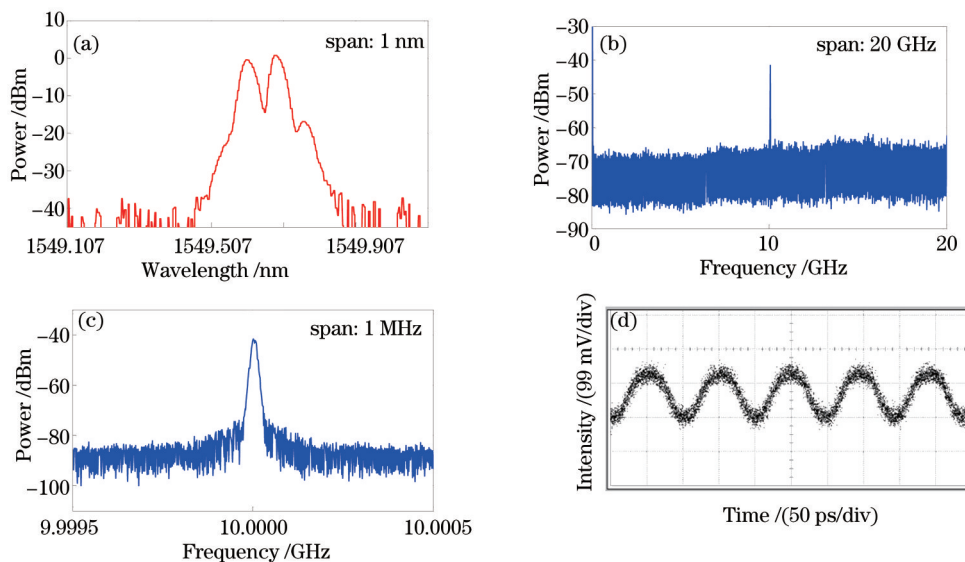 (a)
span: 1 nm
Power /dBm
10
0
−10
−20
−30
−40
1549.107
1549.507
1549.907
Wavelength /nm
(b)
span: 20 GHz
Power /dBm
−30
−40
−50
−60
−70
−80
−90
0
10
20
Frequency /GHz
(c)
span: 1 MHz
Power /dBm
−40
−60
−80
−100
9.9995
10.0000
10.0005
Frequency /GHz
(d)
Intensity /(99 mV/div)
Time /(50 ps/div)